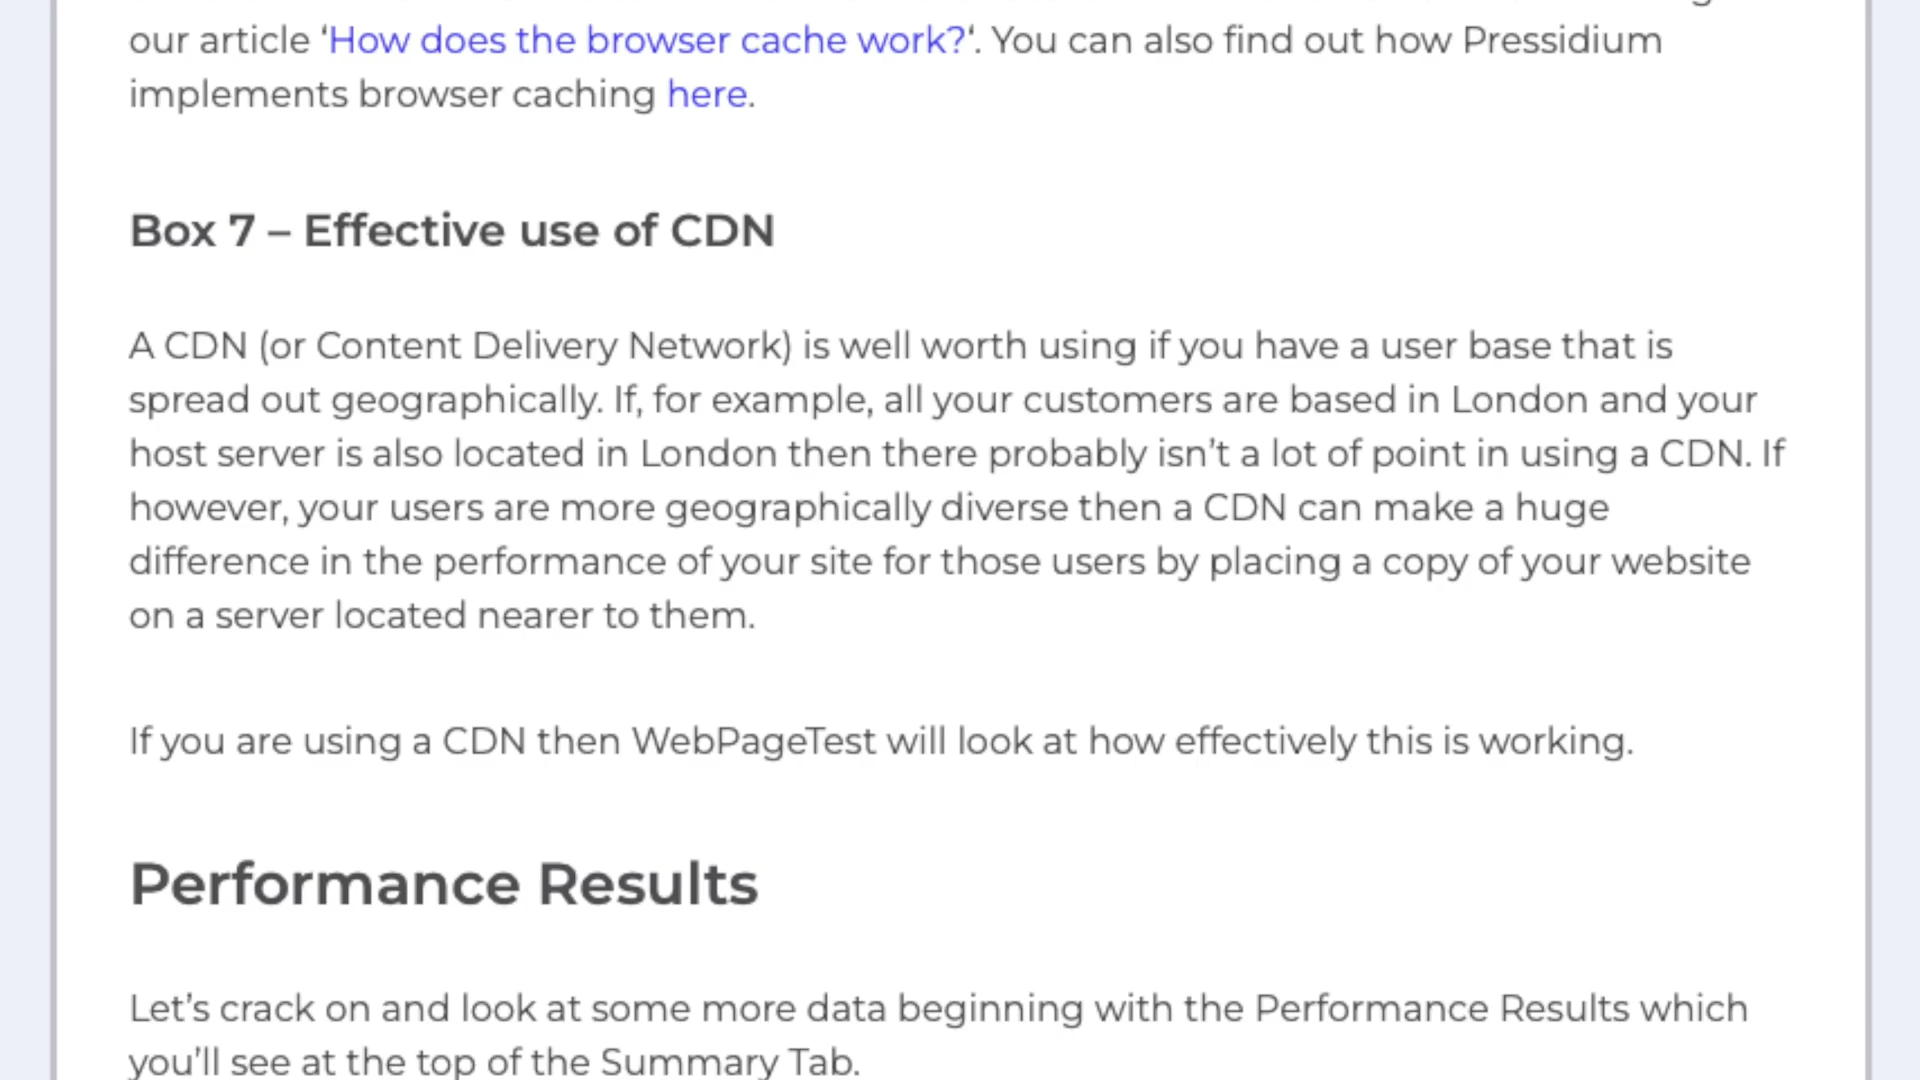 our article ‘How does the browser cache work?‘. You can also find out how Pressidium
implements browser caching here.
Box 7 – Effective use of CDN
A CDN (or Content Delivery Network) is well worth using if you have a user base that is
spread out geographically. If, for example, all your customers are based in London and your
host server is also located in London then there probably isn’t a lot of point in using a CDN. If
however, your users are more geographically diverse then a CDN can make a huge
difference in the performance of your site for those users by placing a copy of your website
on a server located nearer to them.
If you are using a CDN then WebPageTest will look at how effectively this is working.
Performance Results
Let’s crack on and look at some more data beginning with the Performance Results which
you’ll see at the top of the Summary Tab.